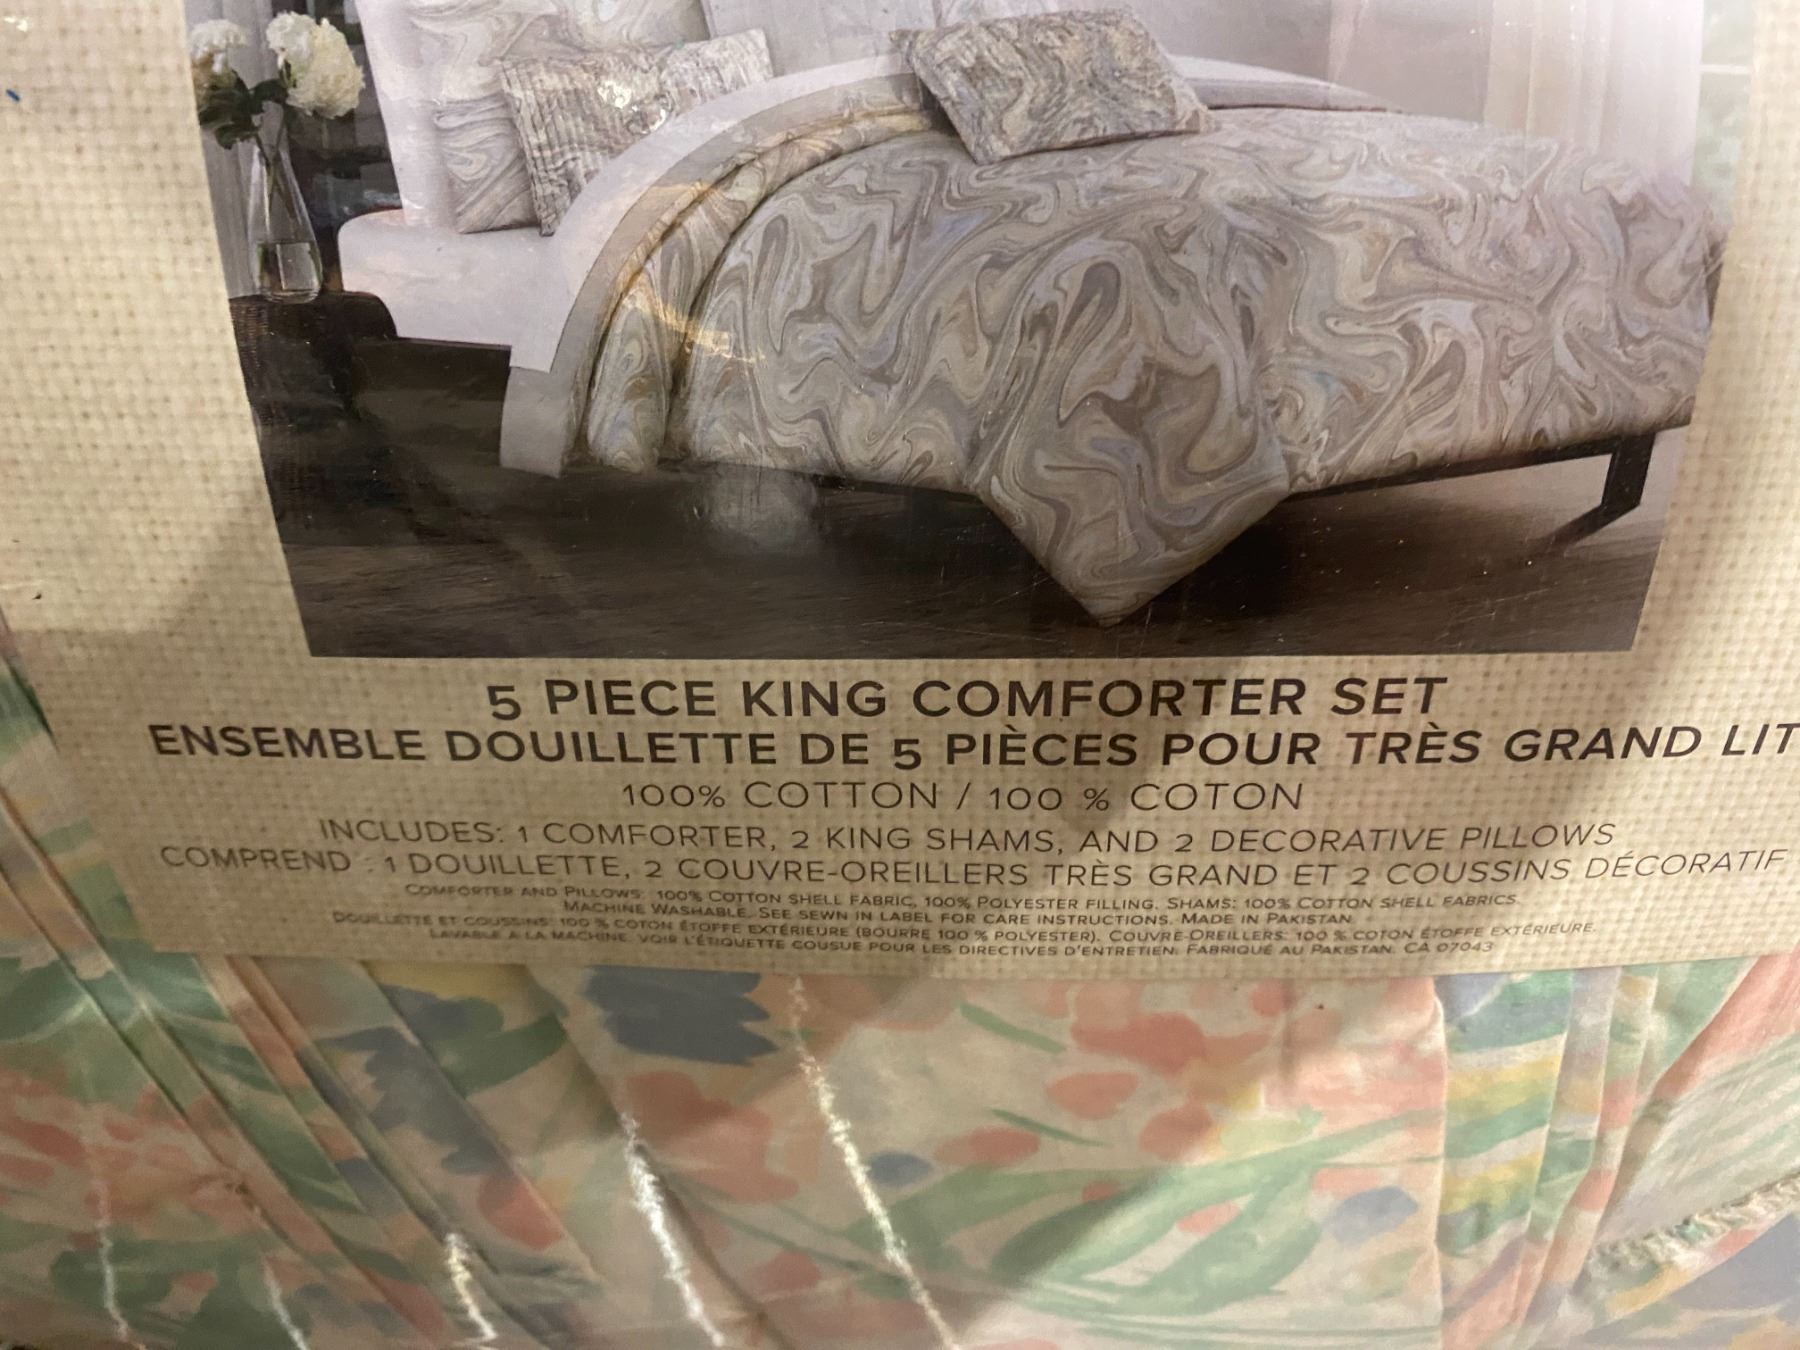 5 PIECE KING COMFORTER SET
ENSEMBLE DOUILLETTE DE 5 PIÈCES POUR TRÈS GRAND LIT
100% COTTON / 100 % COTON
INCLUDES: 1 COMFORTER, 2 KING SHAMS, AND 2 DECORATIVE PILLOWS
COMPREND : 1 DOUILLETTE, 2 COUVRE-OREILLERS TRÈS GRAND ET 2 COUSSINS DÉCORATIF
COMFORTER AND PILLOWS: 100% COTTON SHELL FABRIC, 100% POLYESTER FILLING. SHAMS: 100% COTTON SHELL FABRICS.
MACHINE WASHABLE. SEE SEWN IN LABEL FOR CARE INSTRUCTIONS. MADE IN PAKISTAN.
DOUILLETTE ET COUSSINS: 100 % COTON ÉTOFFE EXTÉRIEURE (BOURRE 100 % POLYESTER). COUVRE-OREILLERS: 100 % COTON ÉTOFFE EXTÉRIEURE.
LAVABLE À LA MACHINE. VOIR L'ÉTIQUETTE COUSUE POUR LES DIRECTIVES D'ENTRETIEN. FABRIQUÉ AU PAKISTAN. CA 07043